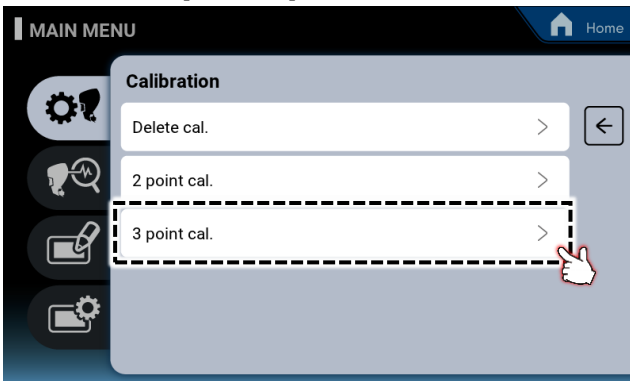 MAIN MENU
Home
Calibration
Delete cal.
2 point cal.
3 point cal.